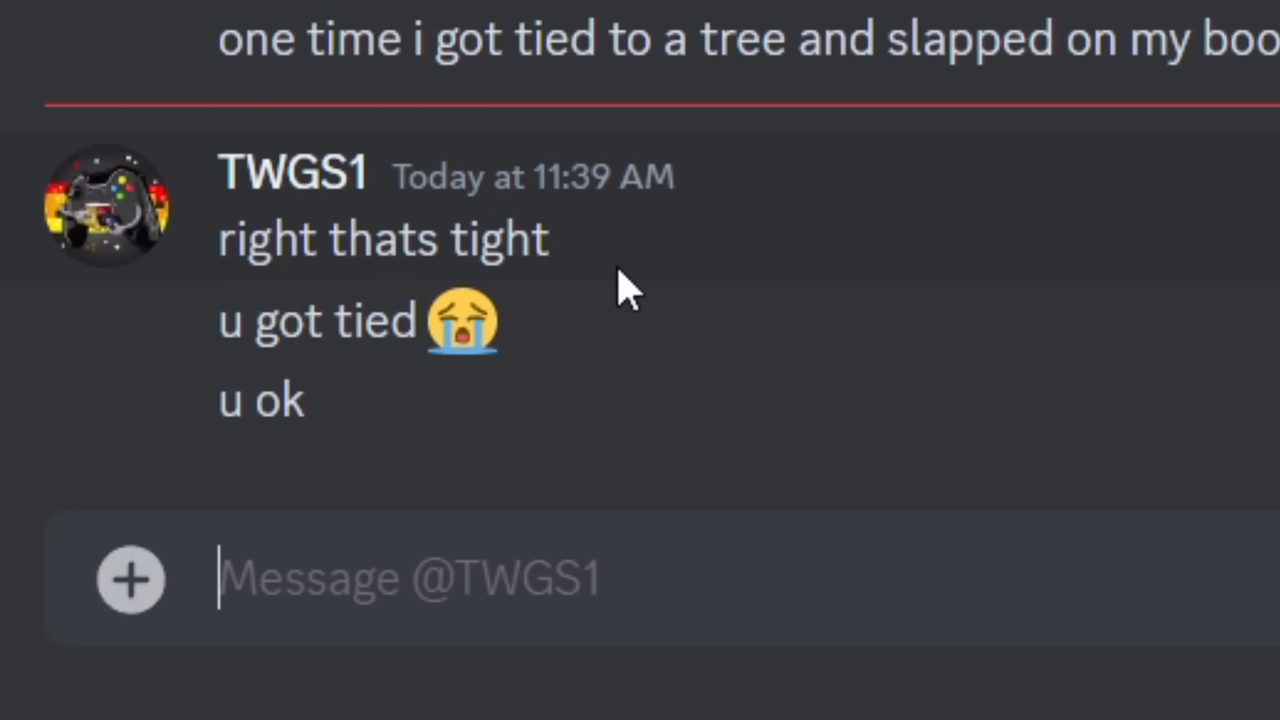 one time i got tied to a tree and slapped on my
TWGS1 Today at 11:39 AM
right thats tight
u got tied 😭
u ok
Message @TWGS1